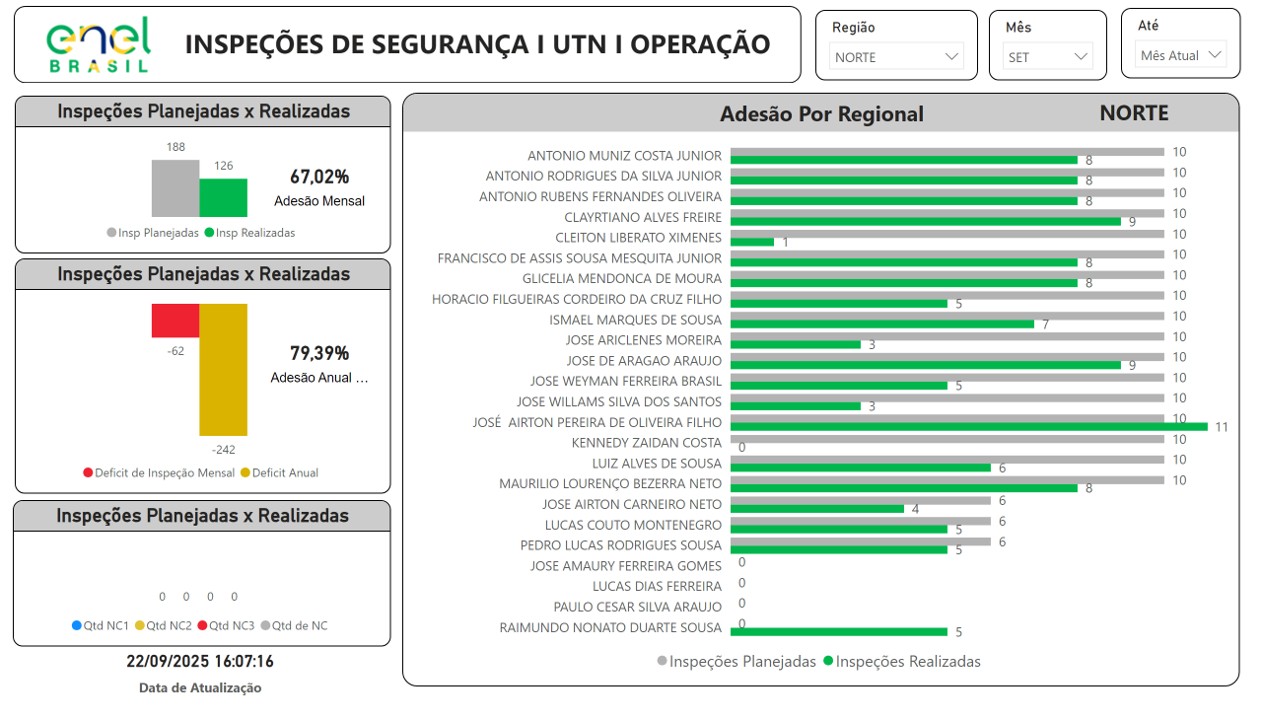 enel
BRASIL
INSPEÇÕES DE SEGURANÇA I UTN I OPERAÇÃO
Região
NORTE
Mês
SET
Até
Mês Atual
Inspeções Planejadas x Realizadas
188
126
67,02%
Adesão Mensal
Insp Planejadas Insp Realizadas
Inspeções Planejadas x Realizadas
-62
-242
79,39%
Adesão Anual ...
Deficit de Inspeção Mensal Deficit Anual
Inspeções Planejadas x Realizadas
0 0 0 0
Qtd NC1 Qtd NC2 Qtd NC3 Qtd de NC
22/09/2025 16:07:16
Data de Atualização
Adesão Por Regional NORTE
ANTONIO MUNIZ COSTA JUNIOR 10 8
ANTONIO RODRIGUES DA SILVA JUNIOR 10 8
ANTONIO RUBENS FERNANDES OLIVEIRA 10 8
CLAYRTIANO ALVES FREIRE 10 9
CLEITON LIBERATO XIMENES 10 1
FRANCISCO DE ASSIS SOUSA MESQUITA JUNIOR 10 8
GLICELIA MENDONCA DE MOURA 10 8
HORACIO FILGUEIRAS CORDEIRO DA CRUZ FILHO 10 5
ISMAEL MARQUES DE SOUSA 10 7
JOSE ARICLENES MOREIRA 10 3
JOSE DE ARAGAO ARAUJO 10 9
JOSE WEYMAN FERREIRA BRASIL 10 5
JOSE WILLAMS SILVA DOS SANTOS 10 3
JOSÉ AIRTON PEREIRA DE OLIVEIRA FILHO 10 11
KENNEDY ZAIDAN COSTA 10 0
LUIZ ALVES DE SOUSA 10 6
MAURILIO LOURENÇO BEZERRA NETO 10 8
JOSE AIRTON CARNEIRO NETO 6 4
LUCAS COUTO MONTENEGRO 6 5
PEDRO LUCAS RODRIGUES SOUSA 6 5
JOSE AMAURY FERREIRA GOMES 0
LUCAS DIAS FERREIRA 0
PAULO CESAR SILVA ARAUJO 0
RAIMUNDO NONATO DUARTE SOUSA 0 5
Inspeções Planejadas Inspeções Realizadas